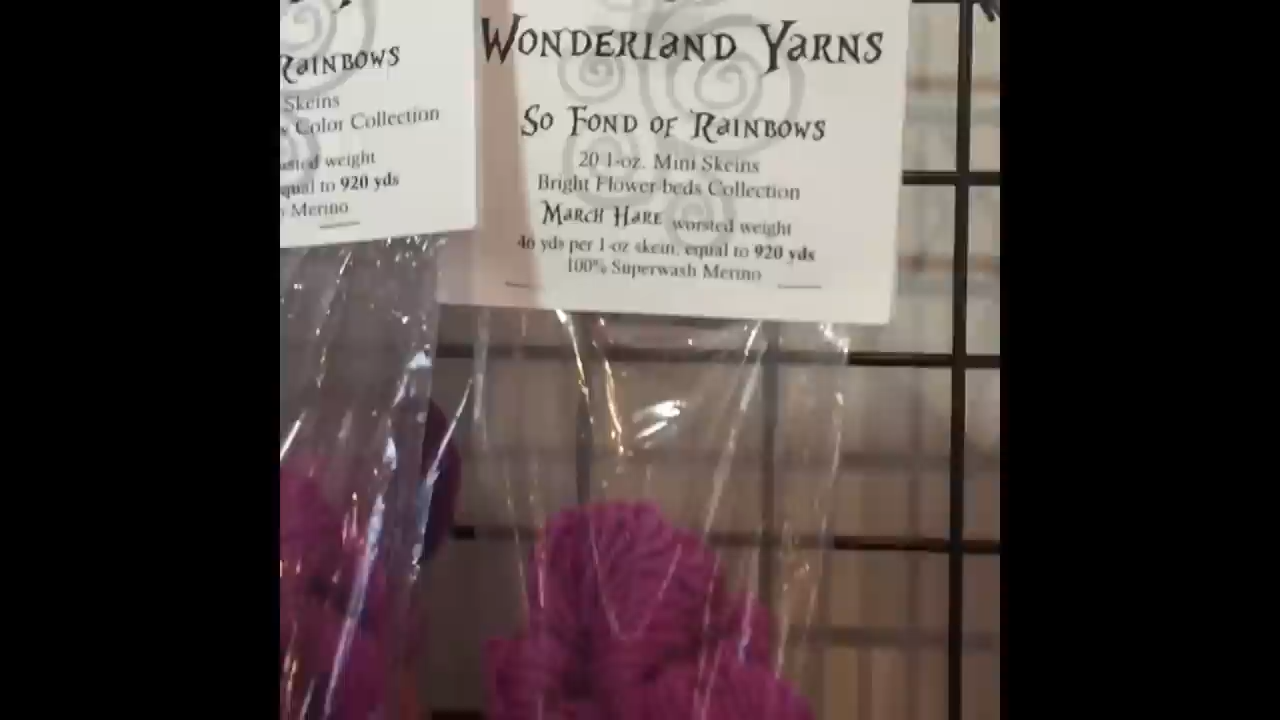 RAINBOWS
Skeins
Color Collection
weight
equal to 920 yds
Merino
WONDERLAND YARNS
SO FOND OF RAINBOWS
20 1-oz. Mini Skeins
Bright Flower beds Collection
MARCH HARE worsted weight
46 yds per 1-oz skein, equal to 920 yds
100% Superwash Merino